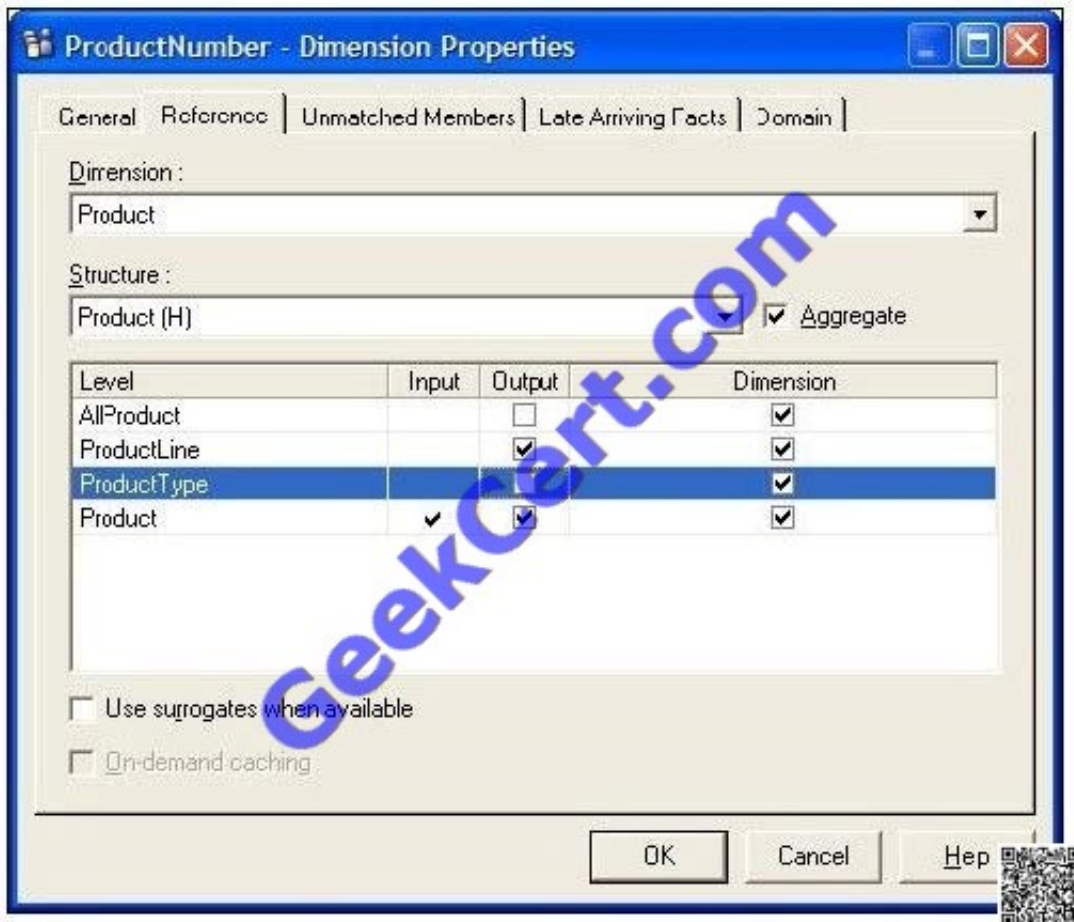 ProductNumber - Dimension Properties
General Reference Unmatched Members Late Arriving Facts Domain
Dimension :
Product
Structure :
Product (H) Aggregate
Level Input Output Dimension
AllProduct
ProductLine
ProductType
Product
Use surrogates when available
On-demand caching
OK Cancel Help
GeekCert.com